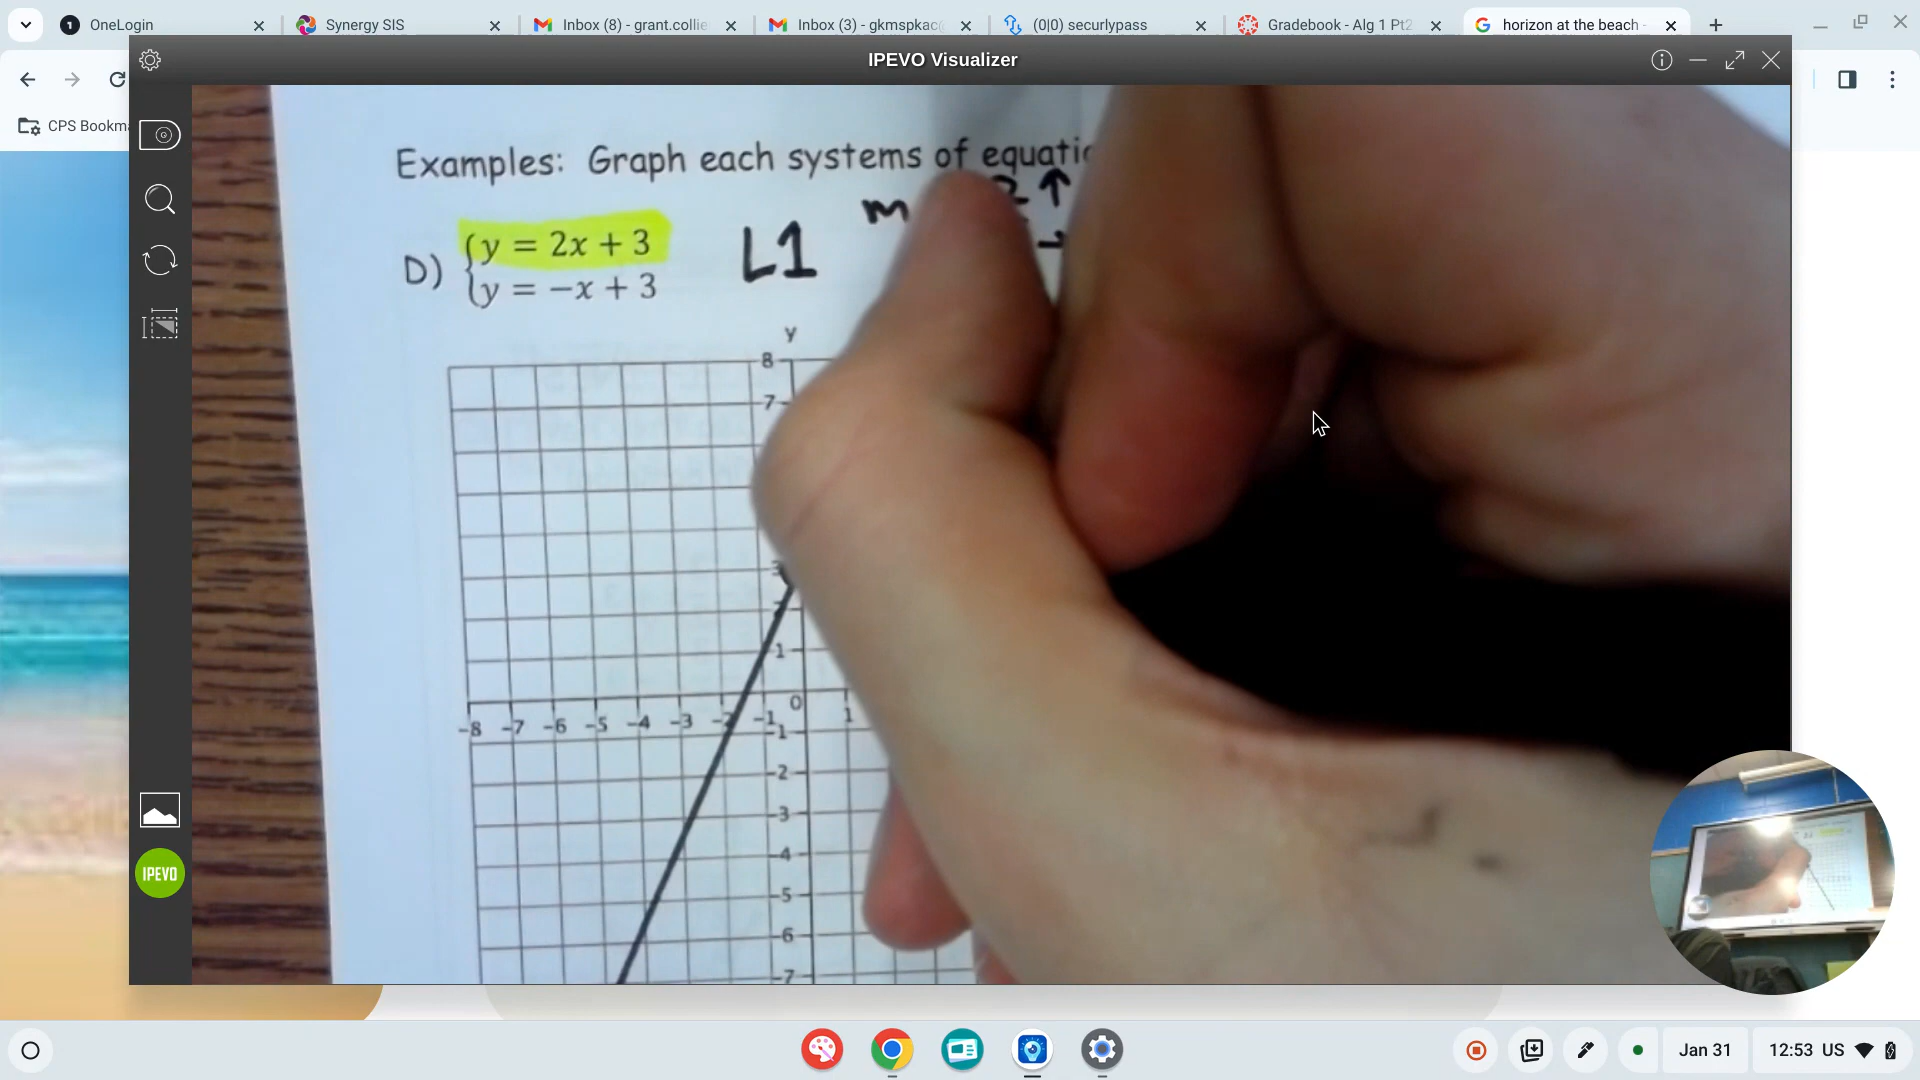 OneLogin
Synergy SIS
Inbox (8) - grant.collie
Inbox (3) - gkmspkac@
(0|0) securlypass
Gradebook - Alg 1 Pt2
horizon at the beach -
CPS Bookma
IPEVO Visualizer
Examples: Graph each systems of equatio
m 2 ↑
→
L1
D) {y = 2x + 3
y = −x + 3
y
8
7
3
2
1
-8 -7 -6 -5 -4 -3 -2 -1 0 1
-1
-2
-3
-4
-5
-6
-7
IPEVO
Jan 31
12:53 US